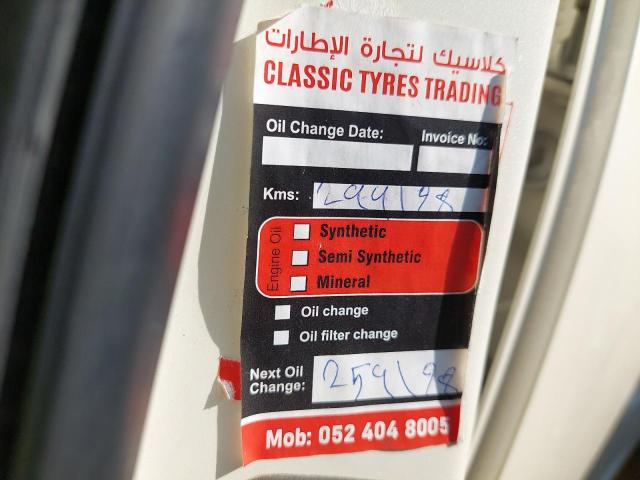 كلاسيك لتجارة الإطارات
CLASSIC TYRES TRADING
Oil Change Date: Invoice No:
Kms: 249198
Engine Oil
Synthetic
Semi Synthetic
Mineral
Oil change
Oil filter change
Next Oil Change: 259198
Mob: 052 404 8005